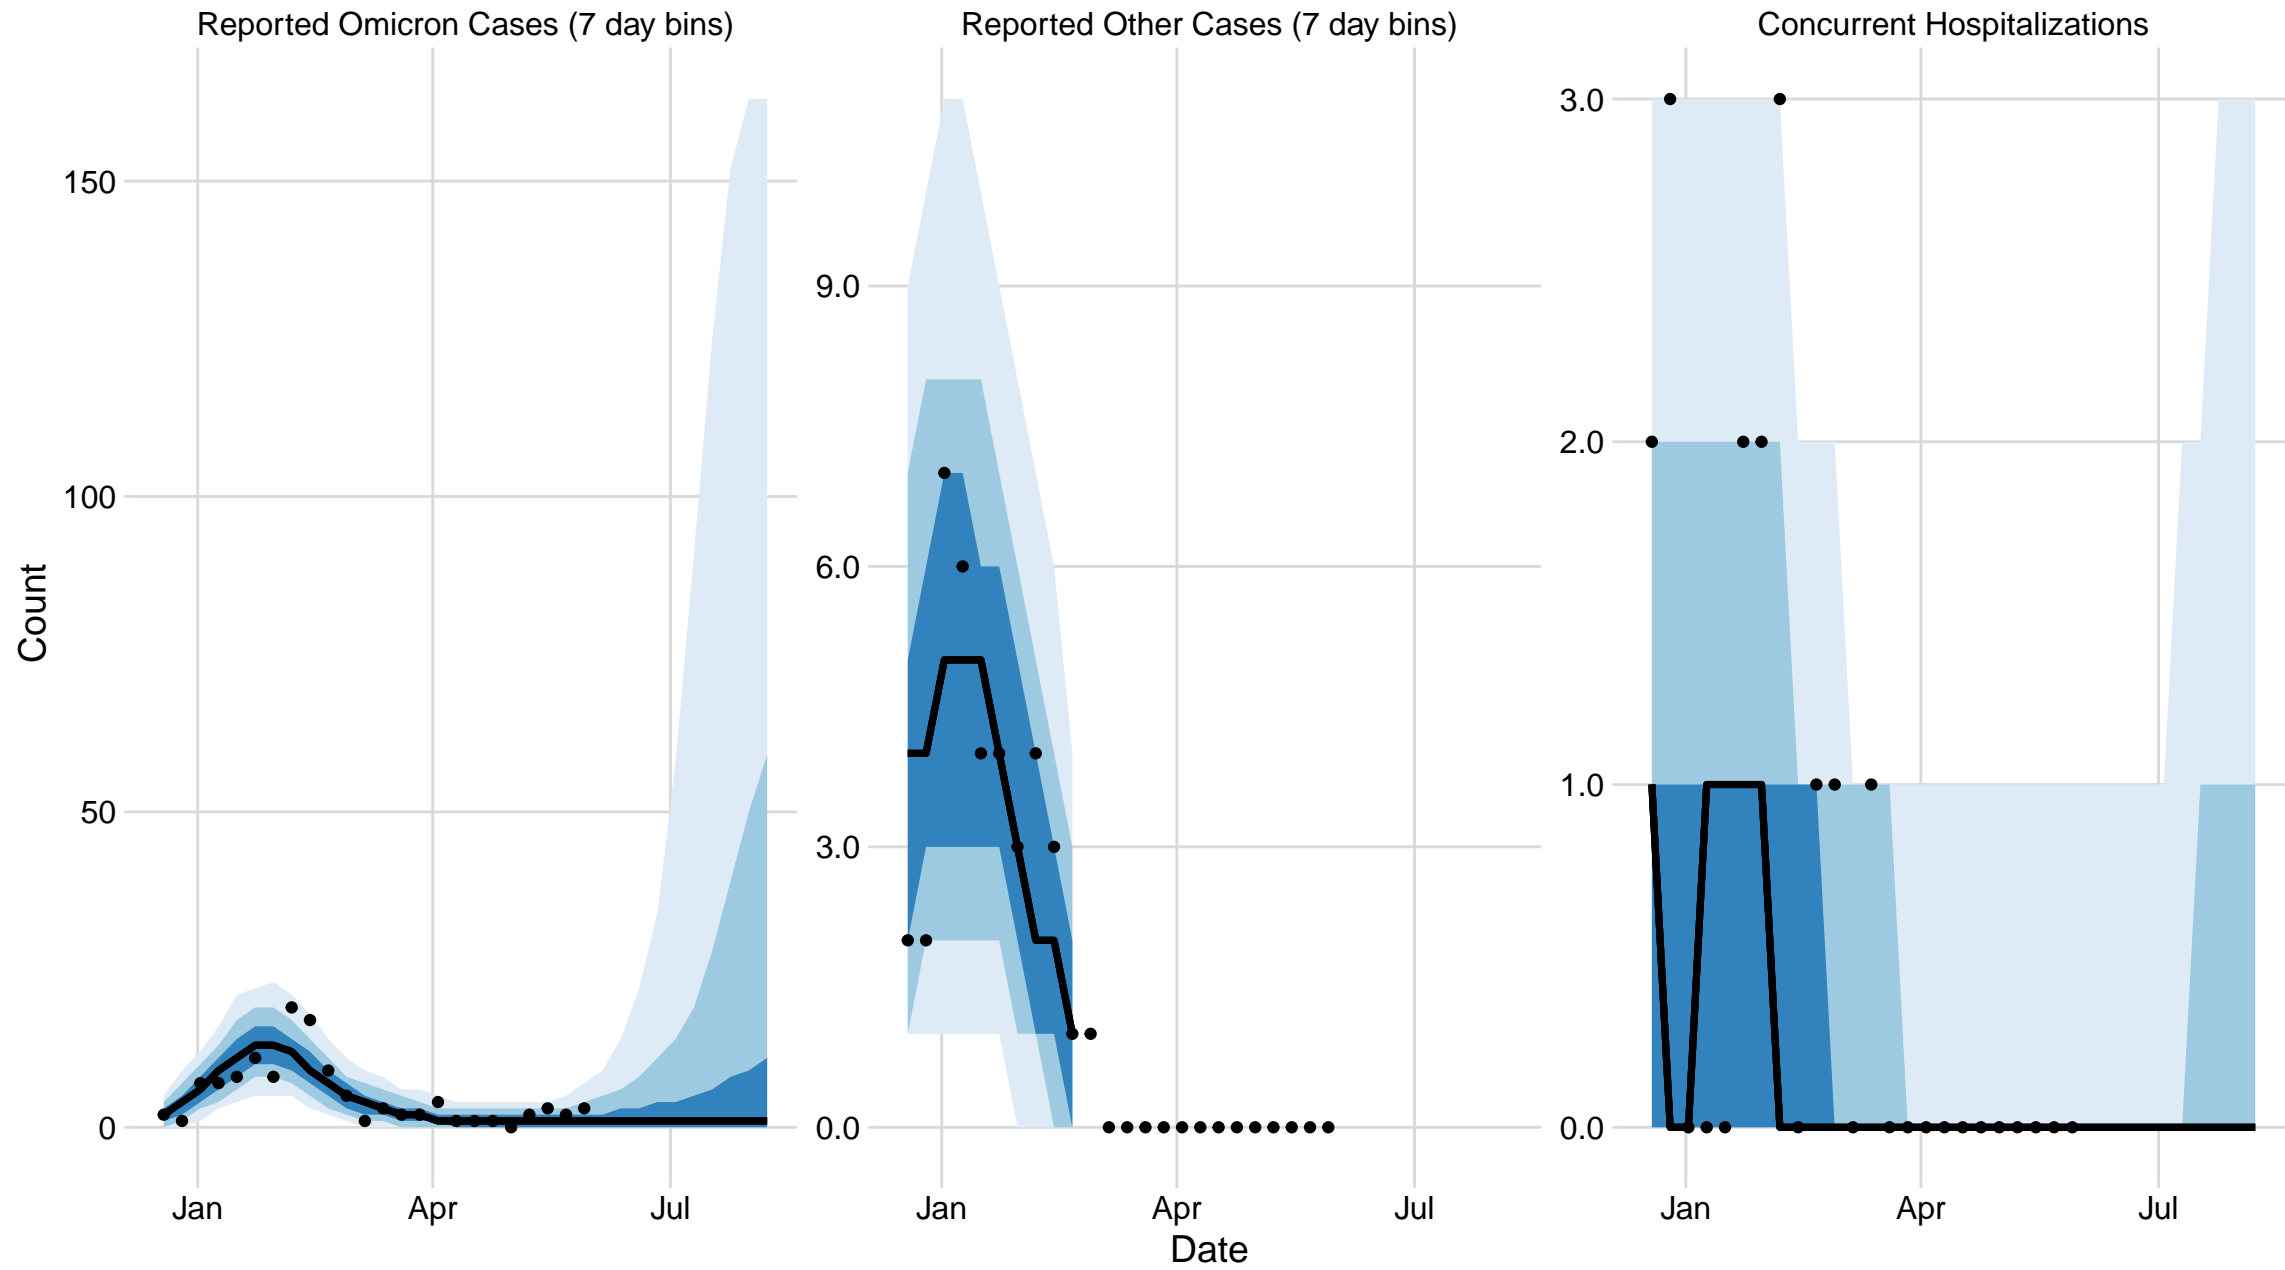 Reported Omicron Cases (7 day bins)
Reported Other Cases (7 day bins)
Concurrent Hospitalizations
Count
150
100
50
0
9.0
6.0
3.0
0.0
3.0
2.0
1.0
0.0
Jan
Apr
Jul
Jan
Apr
Jul
Jan
Apr
Jul
Date